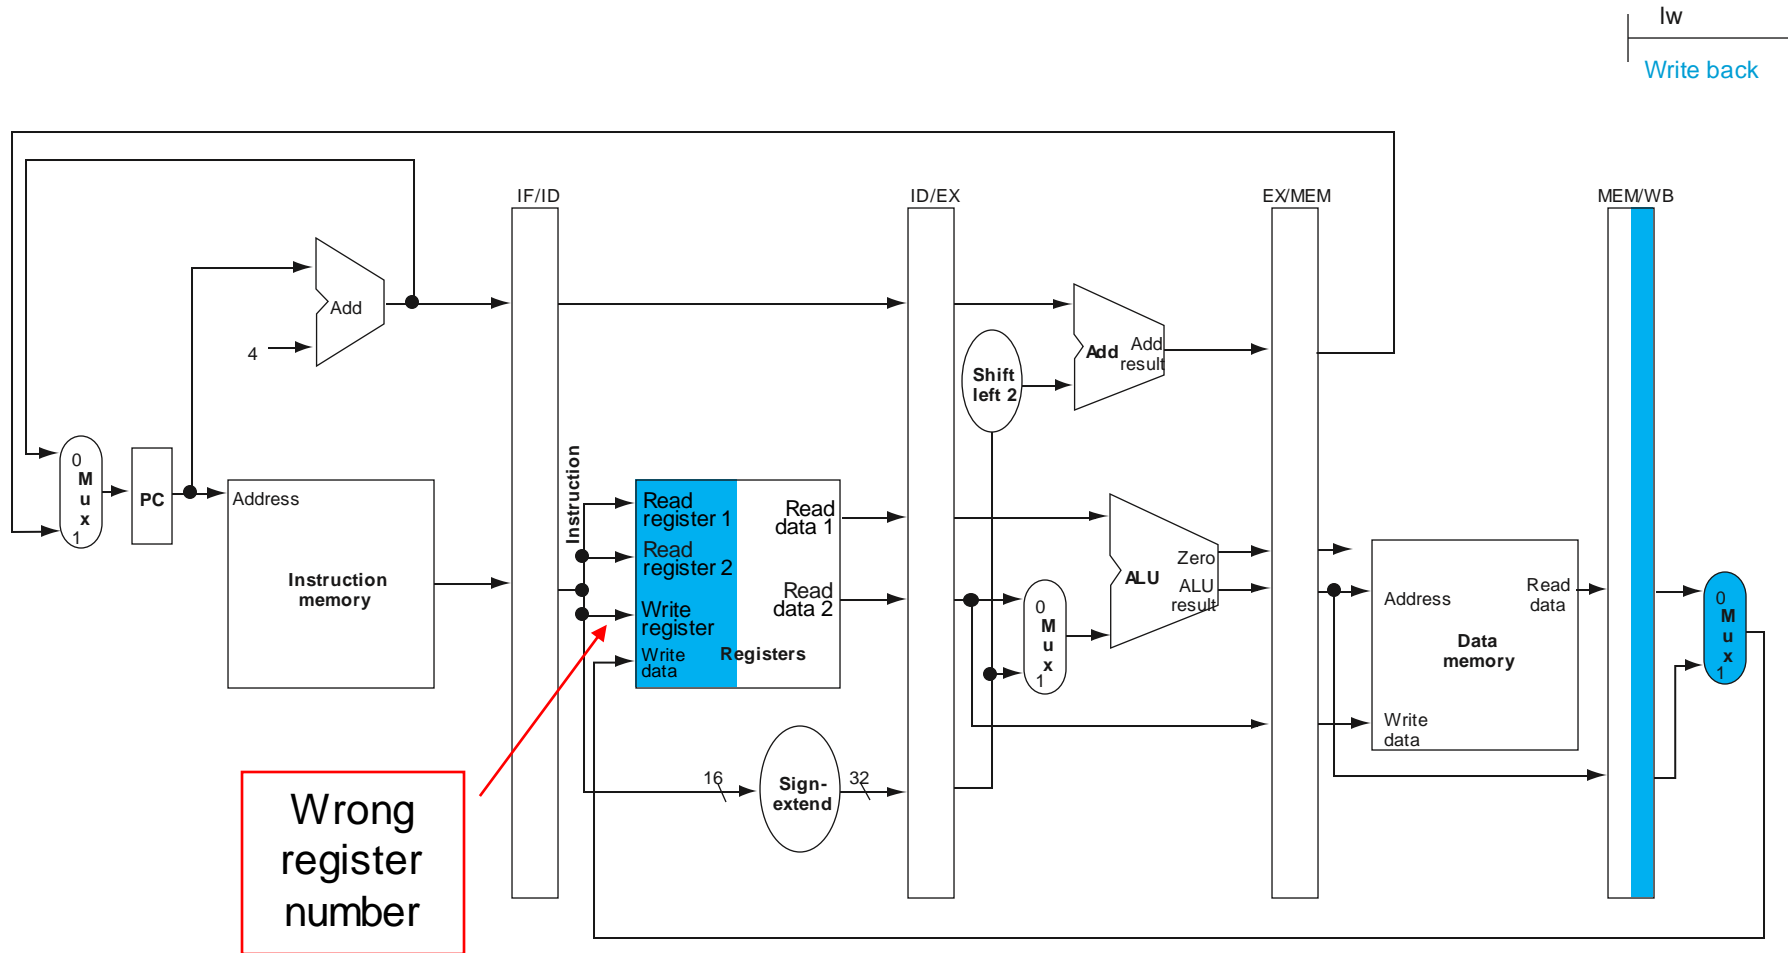 lw
Write back
IF/ID
ID/EX
EX/MEM
MEM/WB
Add
4
Add
Add
result
Shift
left 2
0
M
u
x
1
PC
Address
Instruction
memory
Instruction
Read
register 1
Read
register 2
Write
register
Write
data
Registers
Read
data 1
Read
data 2
0
M
u
x
1
ALU
Zero
ALU
result
Address
Read
data
Data
memory
Write
data
0
M
u
x
1
16
Sign-
extend
32
Wrong
register
number